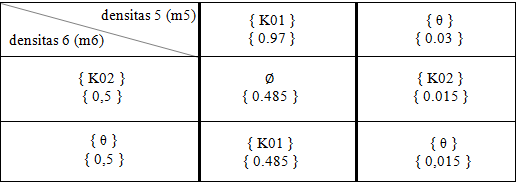 densitas 5 (m5)
densitas 6 (m6)
{ K01 }
{ 0.97 }
{ θ }
{ 0.03 }
{ K02 }
{ 0,5 }
Ø
{ 0.485 }
{ K02 }
{ 0.015 }
{ θ }
{ 0,5 }
{ K01 }
{ 0.485 }
{ θ }
{ 0,015 }